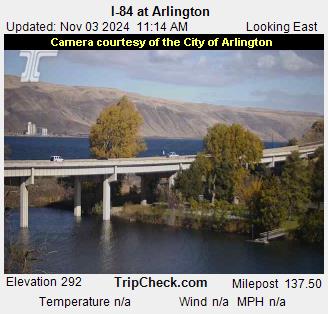 I-84 at Arlington
Updated: Nov 03 2024 11:14 AM Looking East
Camera courtesy of the City of Arlington
Elevation 292 TripCheck.com Milepost 137.50
Temperature n/a Wind n/a MPH n/a